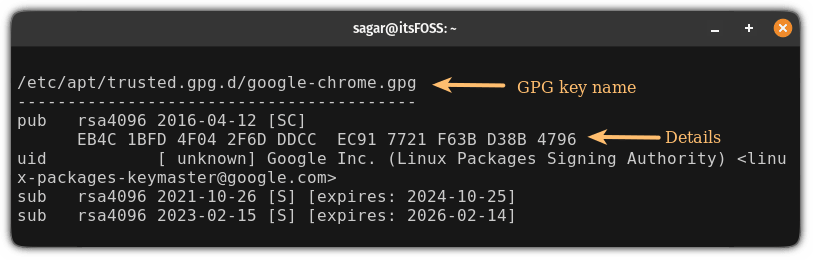 sagar@itsFOSS: ~
/etc/apt/trusted.gpg.d/google-chrome.gpg
GPG key name
----------------------------------------
pub   rsa4096 2016-04-12 [SC]
      EB4C 1BFD 4F04 2F6D DDCC  EC91 7721 F63B D38B 4796
Details
uid           [ unknown] Google Inc. (Linux Packages Signing Authority) <linu
x-packages-keymaster@google.com>
sub   rsa4096 2021-10-26 [S] [expires: 2024-10-25]
sub   rsa4096 2023-02-15 [S] [expires: 2026-02-14]